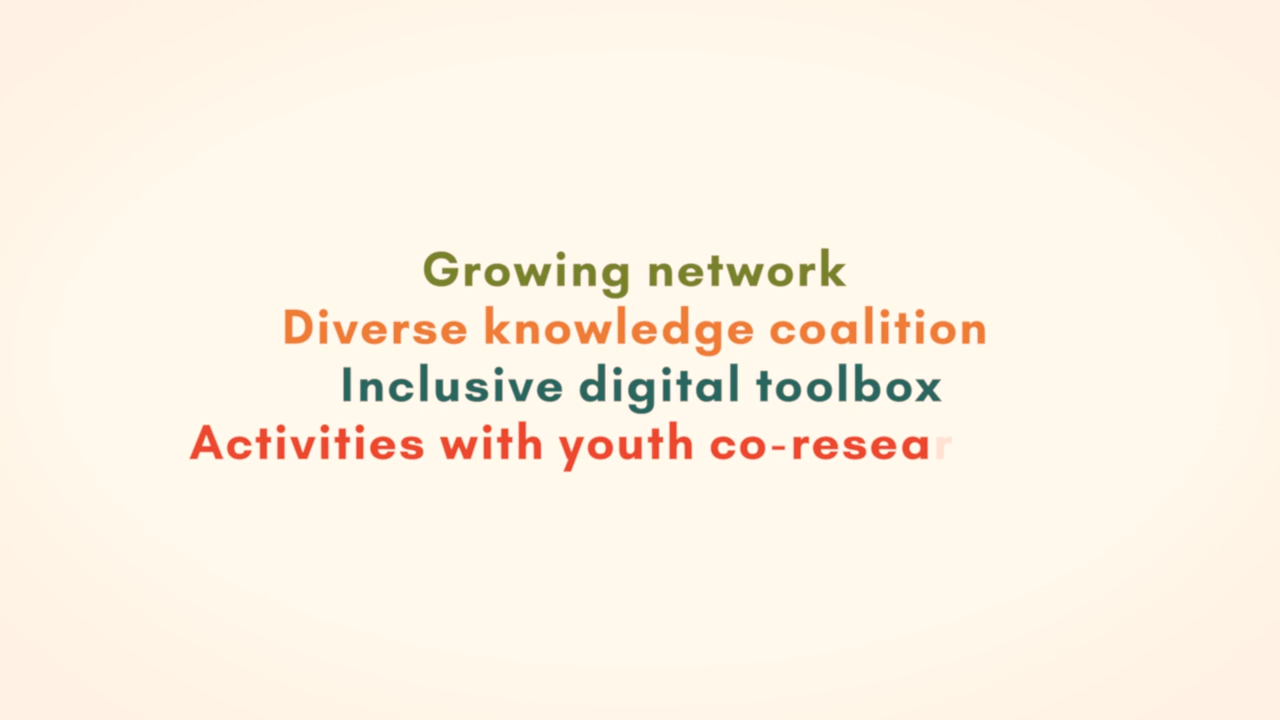 Growing network
Diverse knowledge coalition
Inclusive digital toolbox
Activities with youth co-resear